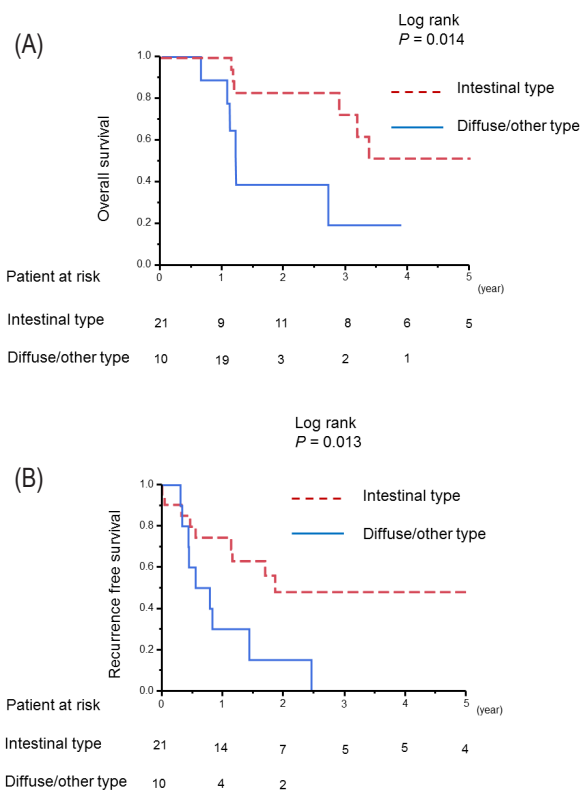 (A)
Log rank
P = 0.014
Intestinal type
Diffuse/other type
Overall survival
1.0
0.8
0.6
0.4
0.2
0.0
0 1 2 3 4 5
(year)
Patient at risk
Intestinal type 21 9 11 8 6 5
Diffuse/other type 10 19 3 2 1
(B)
Log rank
P = 0.013
Intestinal type
Diffuse/other type
Recurrence free survival
1.0
0.8
0.6
0.4
0.2
0.0
0 1 2 3 4 5
(year)
Patient at risk
Intestinal type 21 14 7 5 5 4
Diffuse/other type 10 4 2